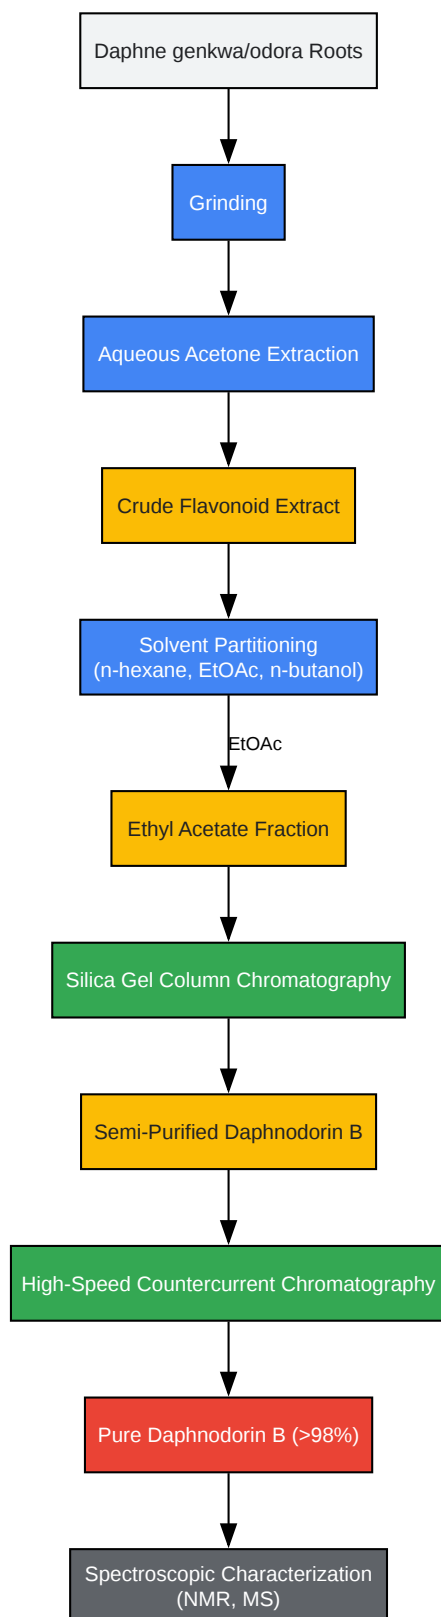 Daphne genkwa/odora Roots
Grinding
Aqueous Acetone Extraction
Crude Flavonoid Extract
Solvent Partitioning
(n-hexane, EtOAc, n-butanol)
EtOAc
Ethyl Acetate Fraction
Silica Gel Column Chromatography
Semi-Purified Daphnodorin B
High-Speed Countercurrent Chromatography
Pure Daphnodorin B (>98%)
Spectroscopic Characterization
(NMR, MS)